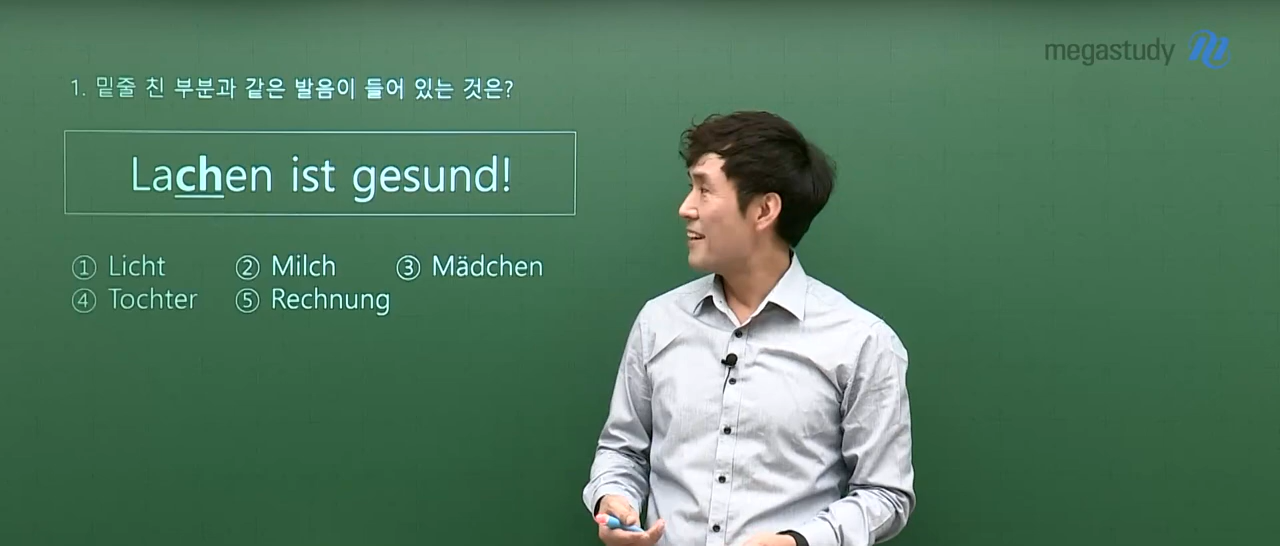 megastudy
1. 밑줄 친 부분과 같은 발음이 들어 있는 것은?
Lachen ist gesund!
① Licht ② Milch ③ Mädchen
④ Tochter ⑤ Rechnung